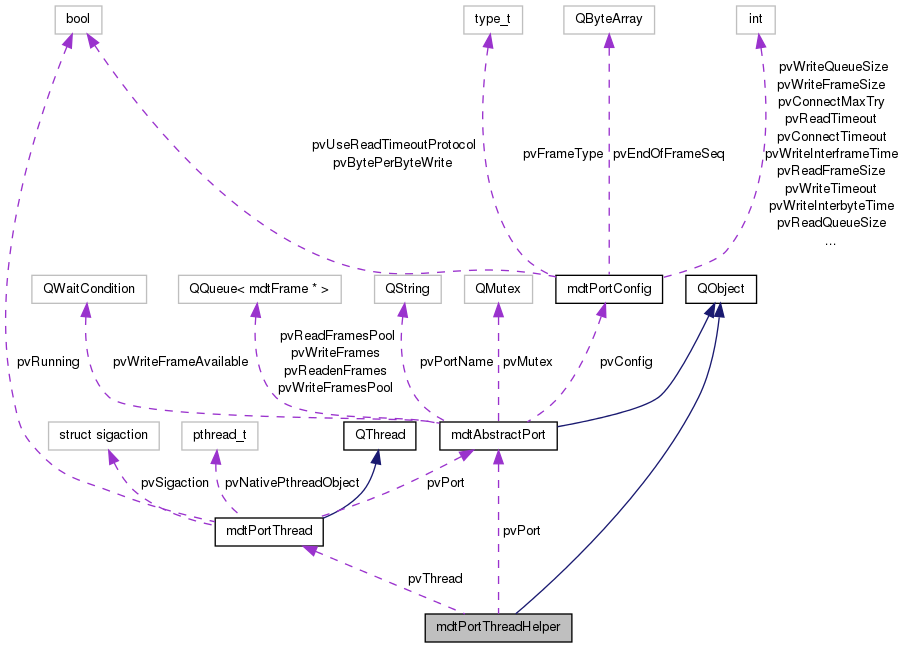 bool
type_t
QByteArray
int
pvWriteQueueSize
pvWriteFrameSize
pvConnectMaxTry
pvReadTimeout
pvConnectTimeout
pvWriteInterframeTime
pvReadFrameSize
pvWriteTimeout
pvWriteInterbyteTime
pvReadQueueSize
...
pvUseReadTimeoutProtocol
pvBytePerByteWrite
pvFrameType
pvEndOfFrameSeq
QWaitCondition
QQueue< mdtFrame * >
QString
QMutex
mdtPortConfig
QObject
pvRunning
pvWriteFrameAvailable
pvReadFramesPool
pvWriteFrames
pvReadenFrames
pvWriteFramesPool
pvPortName
pvMutex
pvConfig
struct sigaction
pthread_t
QThread
mdtAbstractPort
pvSigaction
pvNativePthreadObject
pvPort
mdtPortThread
pvPort
pvThread
mdtPortThreadHelper